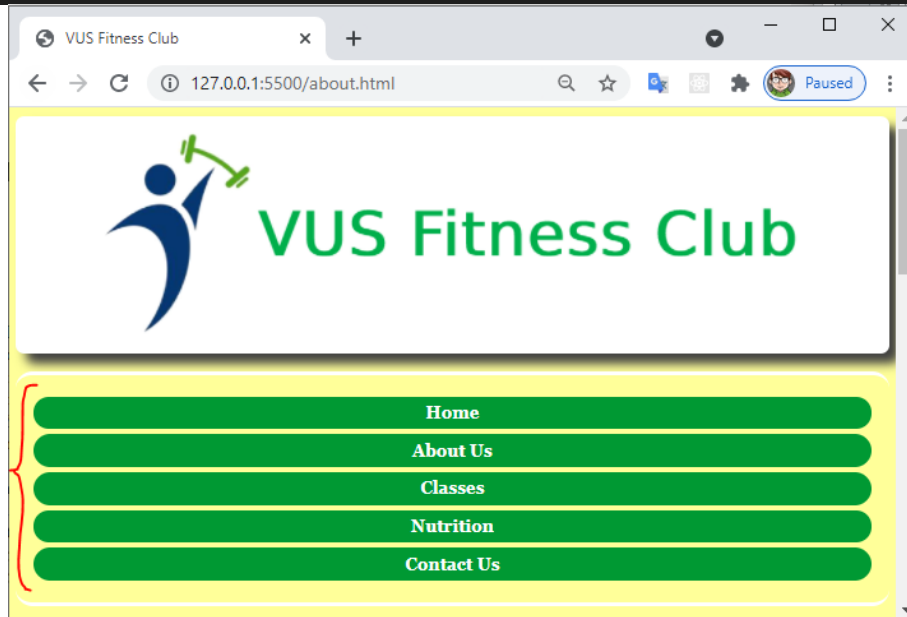 VUS Fitness Club
127.0.0.1:5500/about.html
Paused
VUS Fitness Club
Home
About Us
Classes
Nutrition
Contact Us